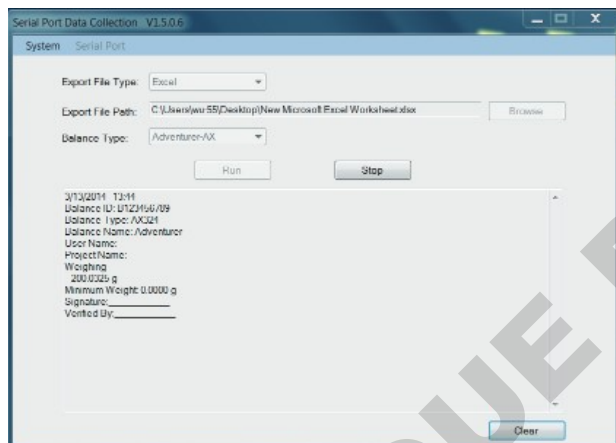 Serial Port Data Collection V1.5.0.6
System Serial Port
Export File Type: Excel
Export File Path: C:\Users\wu-55\Desktop\New Microsoft Excel Worksheet.xlsx Browse
Balance Type: Adventurer-AX
Run Stop
3/13/2014 13:44
Balance ID: B123456789
Balance Type: AX324
Balance Name: Adventurer
User Name:
Project Name:
Weighing
200.0325 g
Minimum Weight: 0.0000 g
Signature:____________
Verified By:____________
Clear